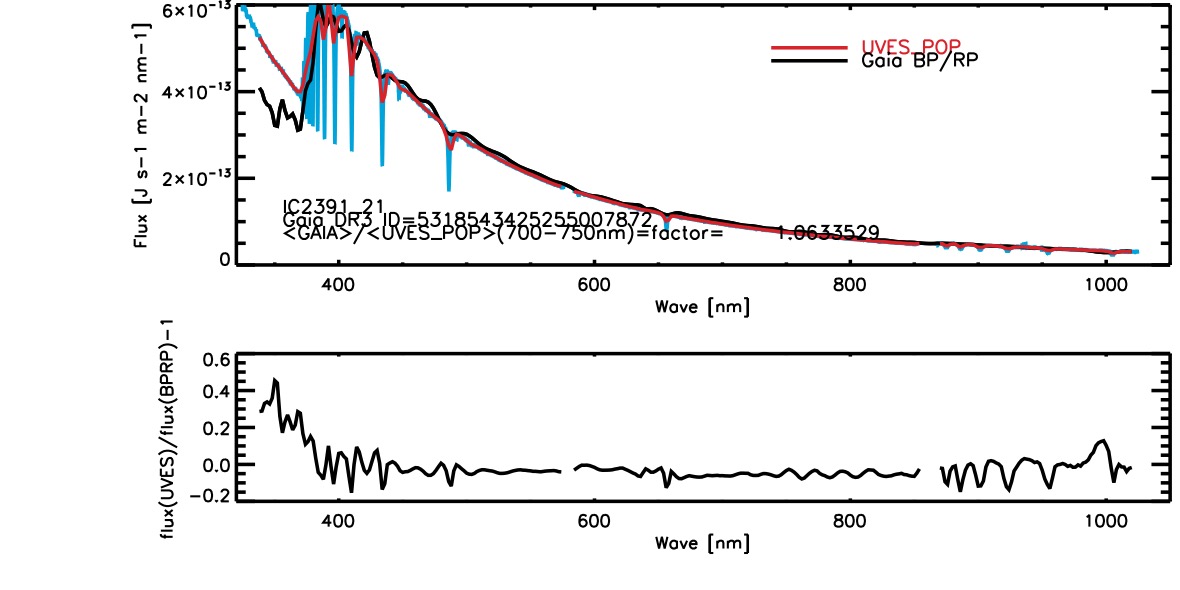 6×10−13
4×10−13
2×10−13
0
Flux [J s−1 m−2 nm−1]
UVES_POP
Gaia BP/RP
IC2391_21
Gaia DR3 ID=5318543425255007872
<GAIA>/<UVES_POP>(700−750nm)=factor= 1.0633529
400 600 800 1000
Wave [nm]
0.6
0.4
0.2
0.0
−0.2
flux(UVES)/flux(BPRP)−1
400 600 800 1000
Wave [nm]